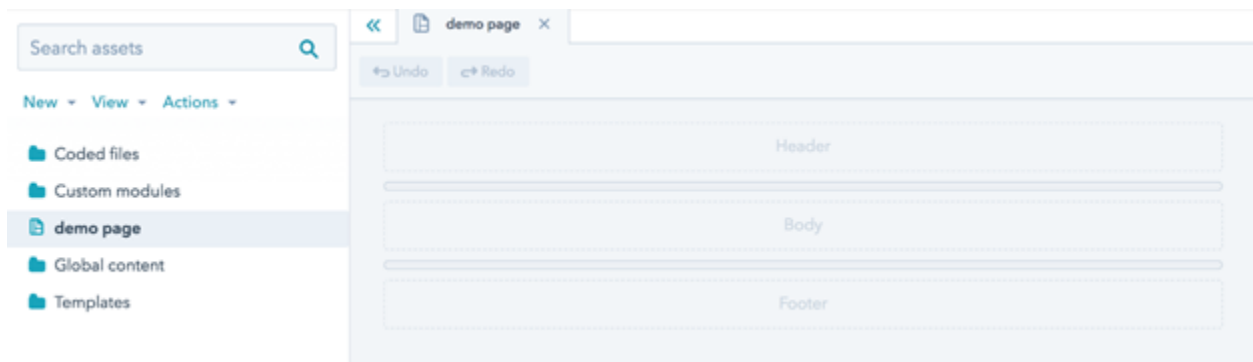 Search assets
New View Actions
Coded files
Custom modules
demo page
Global content
Templates
demo page
Undo Redo
Header
Body
Footer